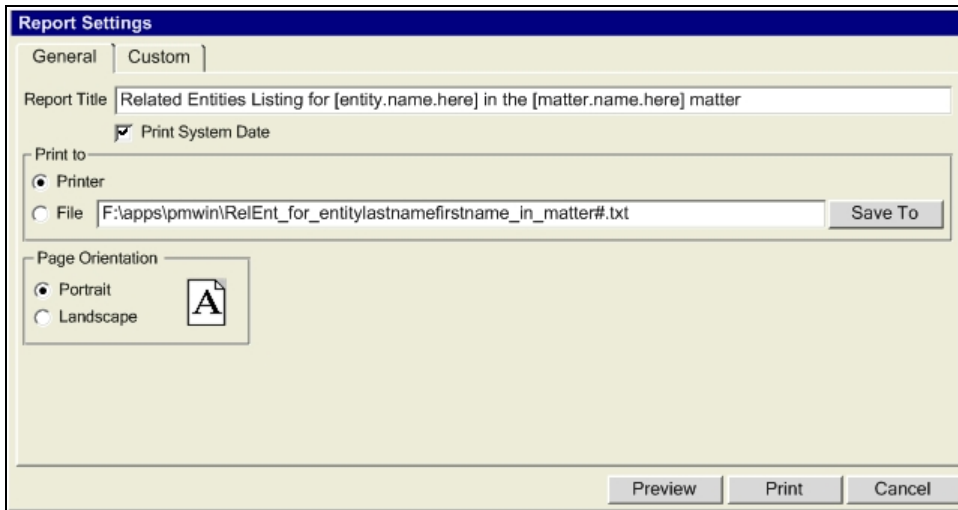 Report Settings
General Custom
Report Title Related Entities Listing for [entity.name.here] in the [matter.name.here] matter
Print System Date
Print to
Printer
File F:\apps\pmwin\RelEnt_for_entitylastnamefirstname_in_matter#.txt Save To
Page Orientation
Portrait
A
Landscape
Preview Print Cancel